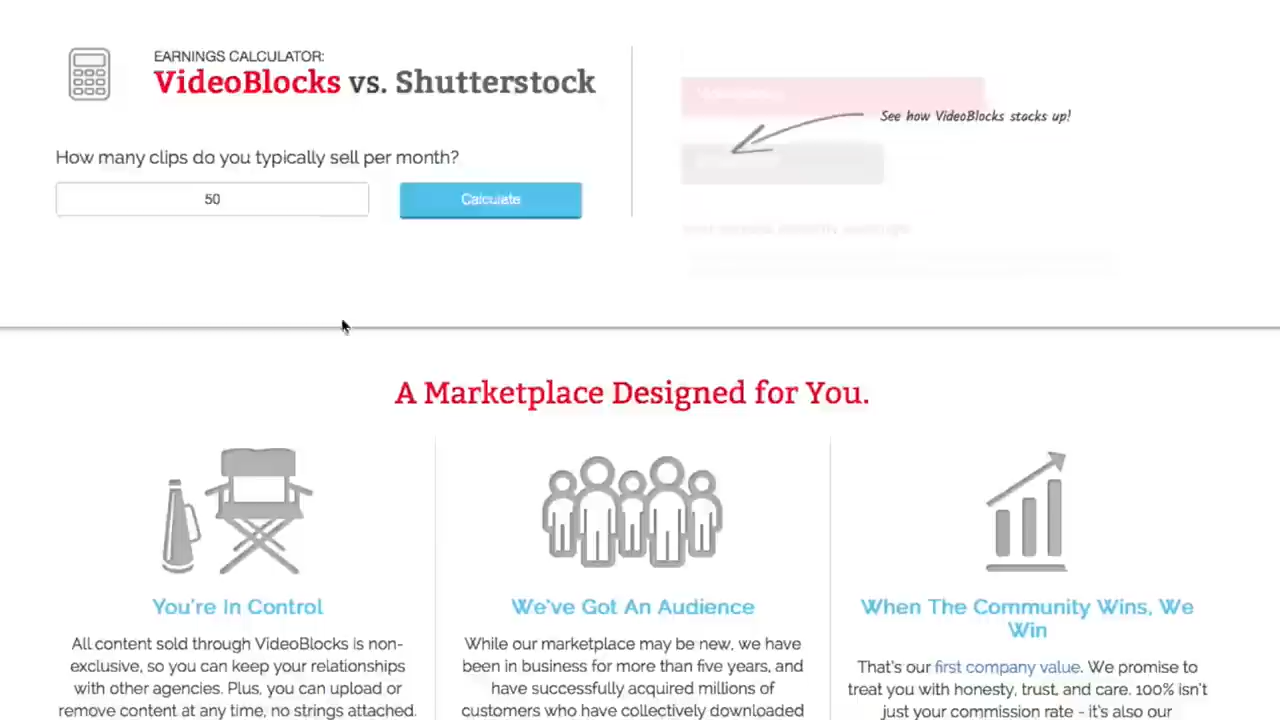 EARNINGS CALCULATOR:
VideoBlocks vs. Shutterstock
How many clips do you typically sell per month?
50
Calculate
See how VideoBlocks stacks up!
A Marketplace Designed for You.
You're In Control
All content sold through VideoBlocks is non-
exclusive, so you can keep your relationships
with other agencies. Plus, you can upload or
remove content at any time, no strings attached.
We've Got An Audience
While our marketplace may be new, we have
been in business for more than five years, and
have successfully acquired millions of
customers who have collectively downloaded
When The Community Wins, We
Win
That's our first company value. We promise to
treat you with honesty, trust, and care. 100% isn't
just your commission rate - it's also our